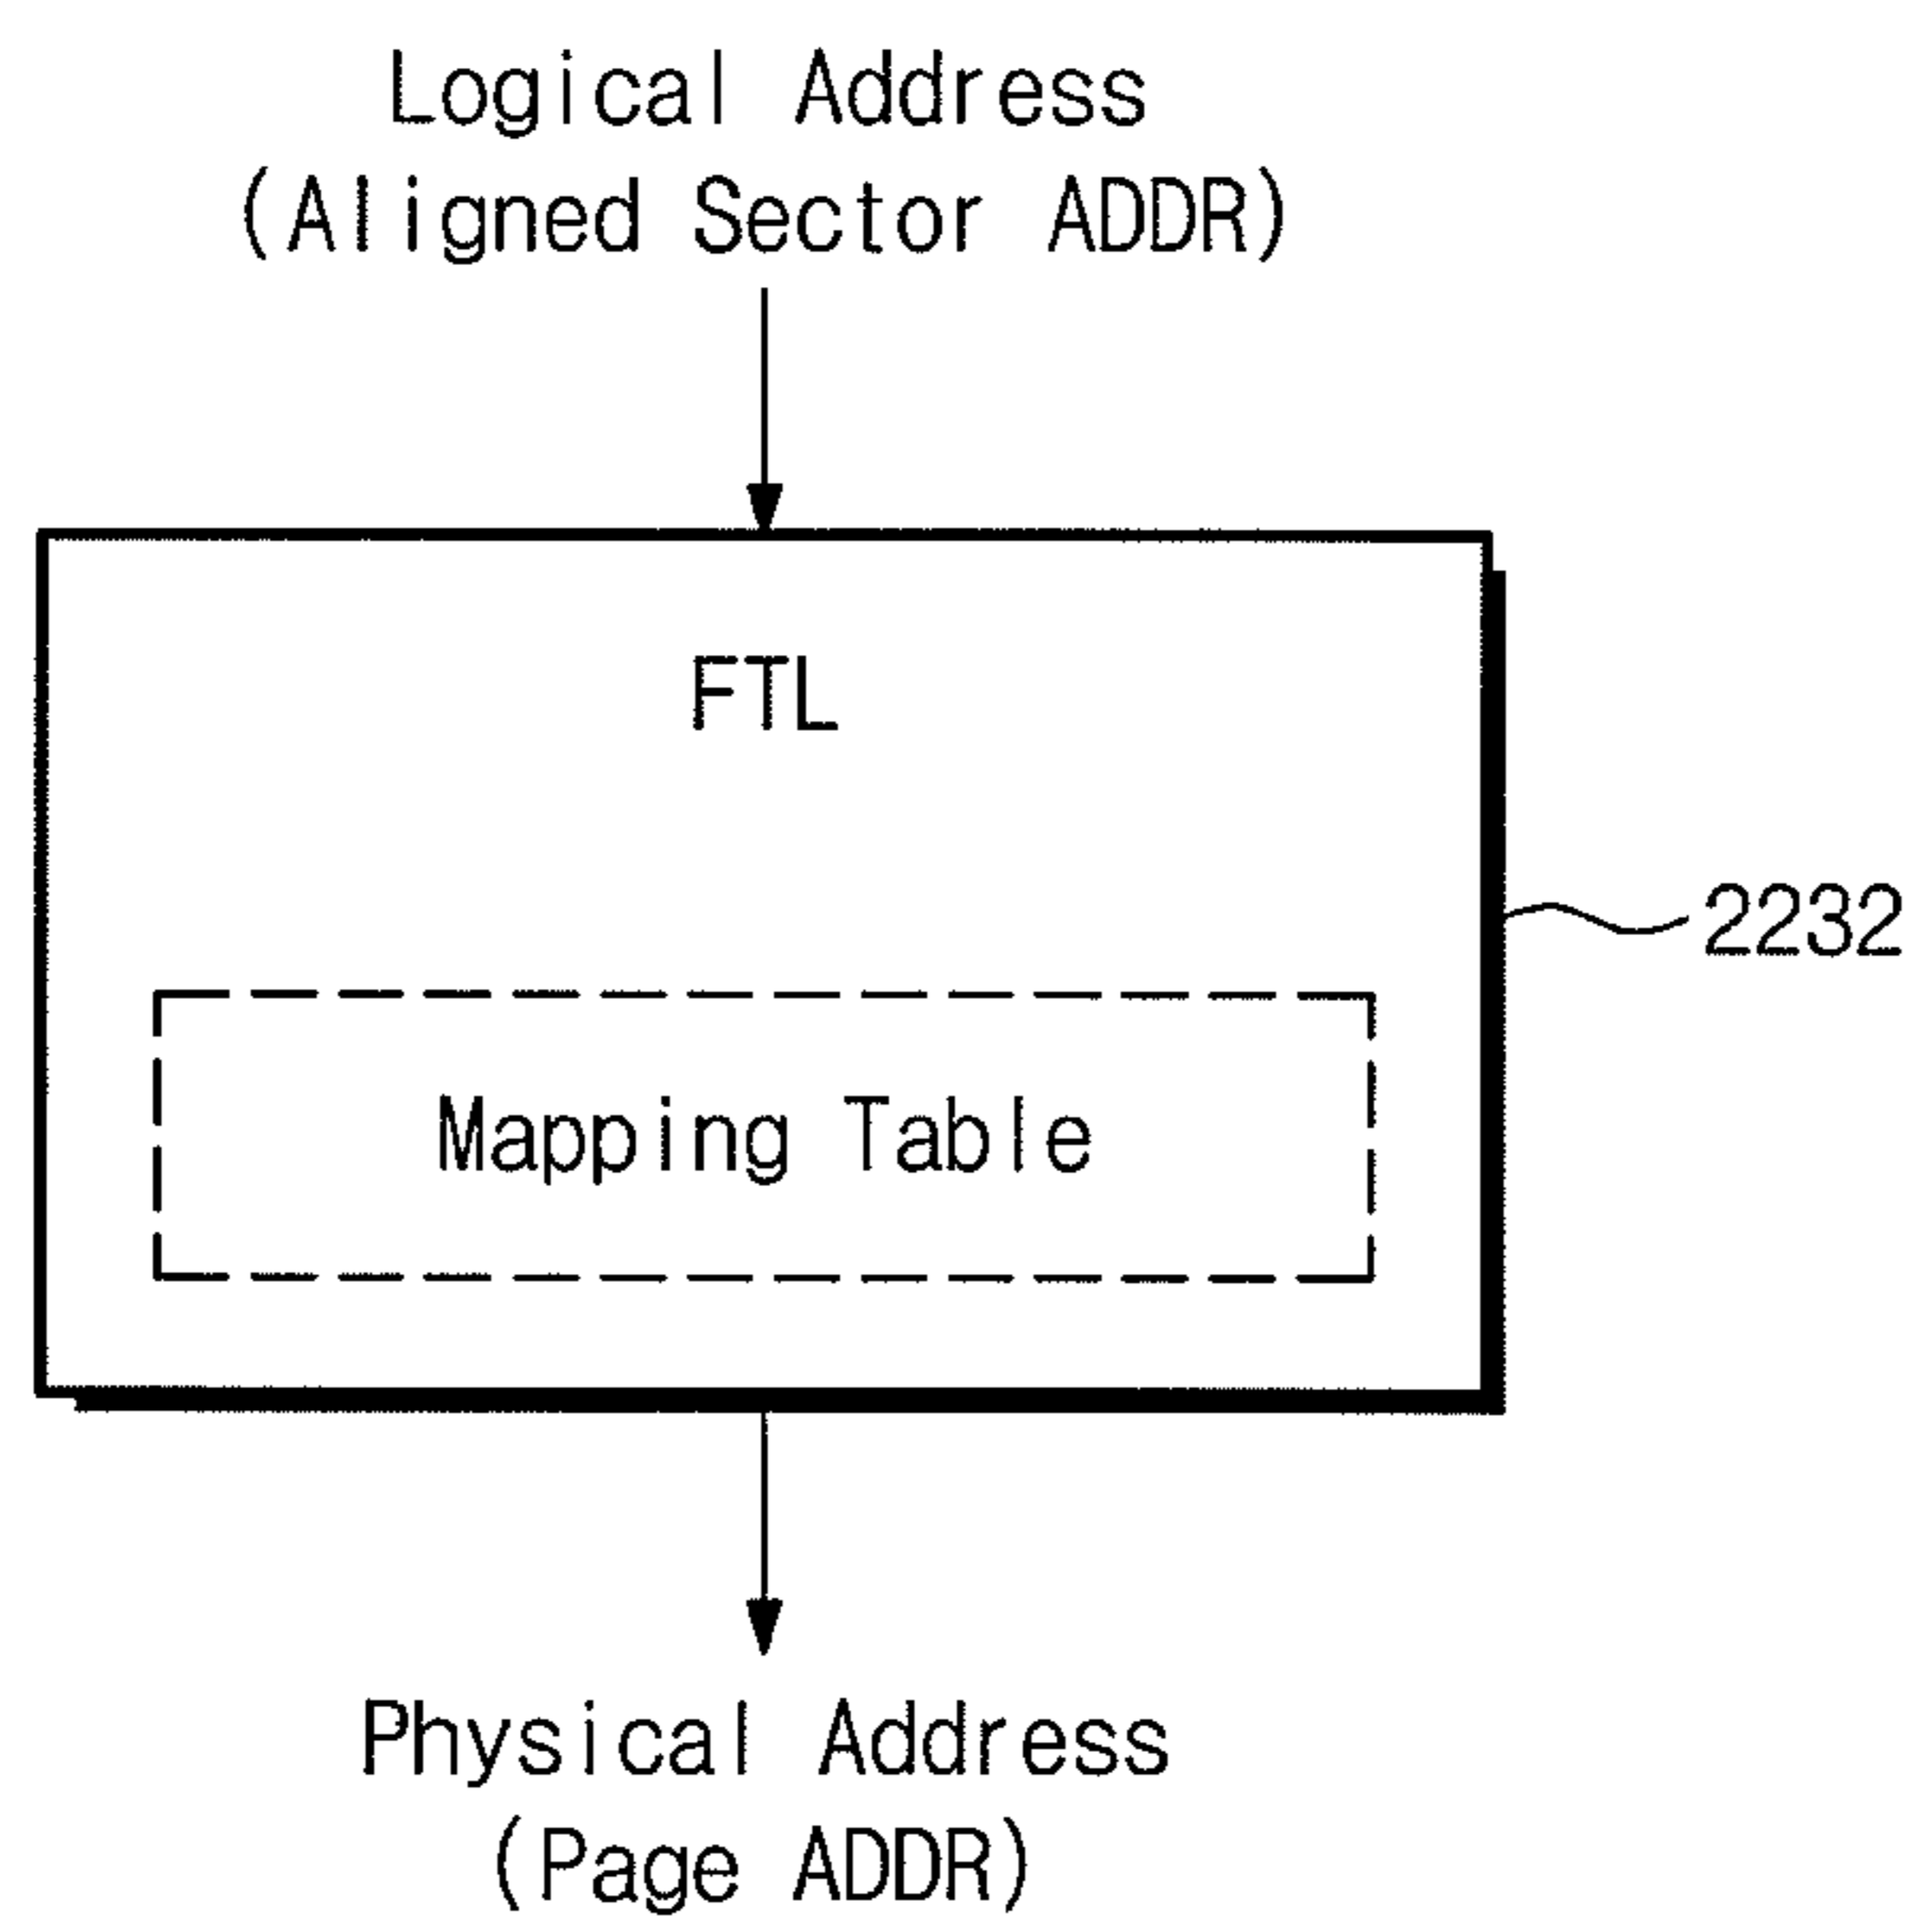 Logical Address
(Aligned Sector ADDR)
FTL
2232
Mapping Table
Physical Address
(Page ADDR)